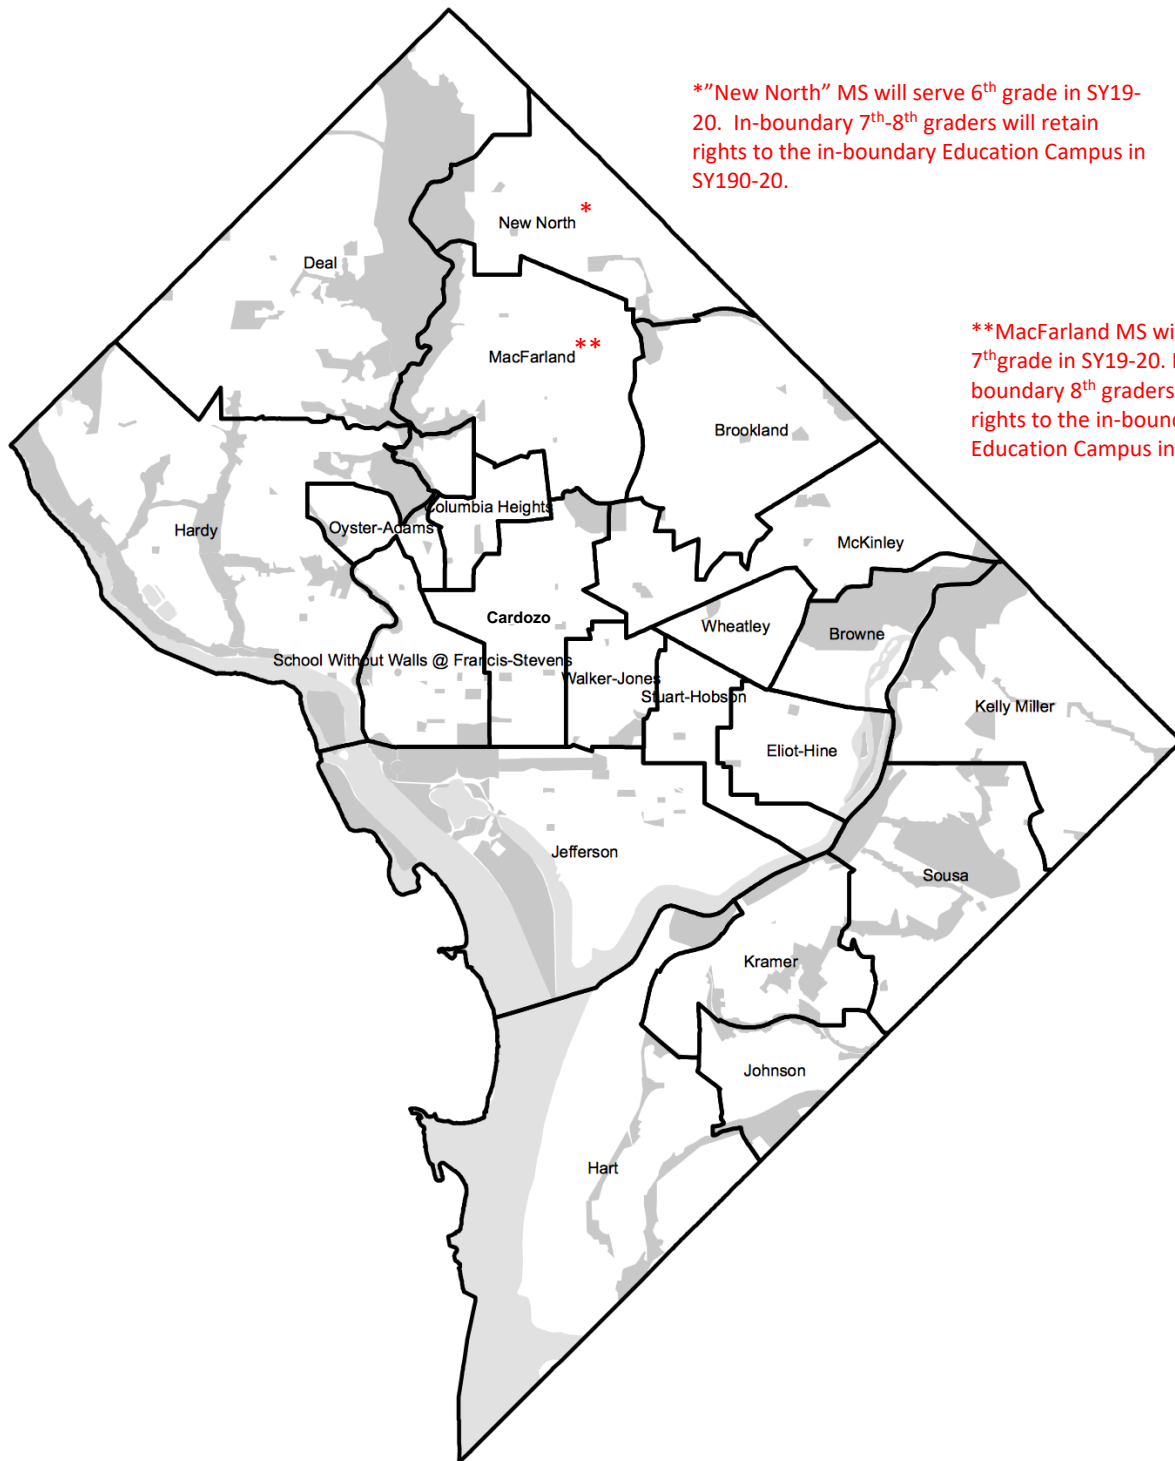 *”New North” MS will serve 6th grade in SY19-
20. In-boundary 7th-8th graders will retain
rights to the in-boundary Education Campus in
SY190-20.
New North *
Deal
**MacFarland MS wi
7thgrade in SY19-20. 
boundary 8th graders
rights to the in-bound
Education Campus in
MacFarland **
Brookland
Columbia Heights
Hardy
Oyster-Adams
McKinley
Cardozo
Wheatley
Browne
School Without Walls @ Francis-Stevens
Walker-Jones
Stuart-Hobson
Kelly Miller
Eliot-Hine
Jefferson
Sousa
Kramer
Johnson
Hart